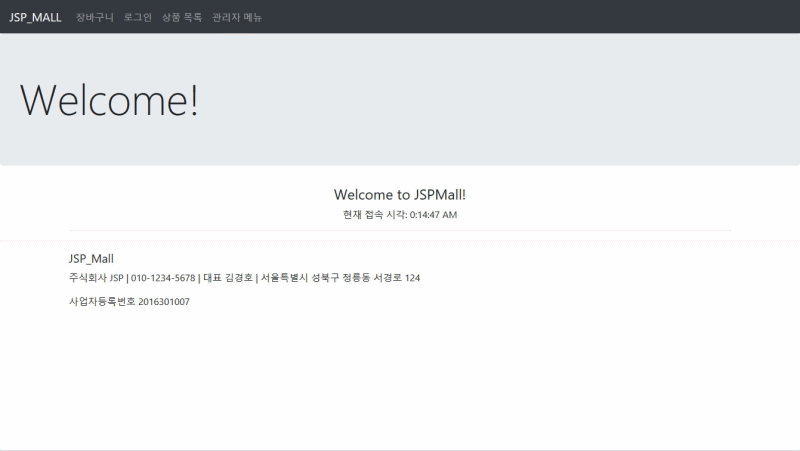 JSP_MALL 장바구니 로그인 상품 목록 관리자 메뉴
Welcome!
Welcome to JSPMall!
현재 접속 시각: 0:14:47 AM
JSP_Mall
주식회사 JSP | 010-1234-5678 | 대표 김경호 | 서울특별시 성북구 정릉동 서경로 124
사업자등록번호 2016301007